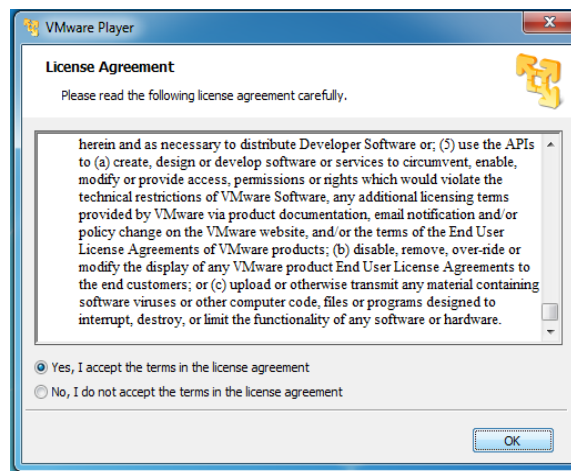 VMware Player
License Agreement
Please read the following license agreement carefully.
herein and as necessary to distribute Developer Software or; (5) use the APIs
to (a) create, design or develop software or services to circumvent, enable,
modify or provide access, permissions or rights which would violate the
technical restrictions of VMware Software, any additional licensing terms
provided by VMware via product documentation, email notification and/or
policy change on the VMware website, and/or the terms of the End User
License Agreements of VMware products; (b) disable, remove, over-ride or
modify the display of any VMware product End User License Agreements to
the end customers; or (c) upload or otherwise transmit any material containing
software viruses or other computer code, files or programs designed to
interrupt, destroy, or limit the functionality of any software or hardware.
Yes, I accept the terms in the license agreement
No, I do not accept the terms in the license agreement
OK